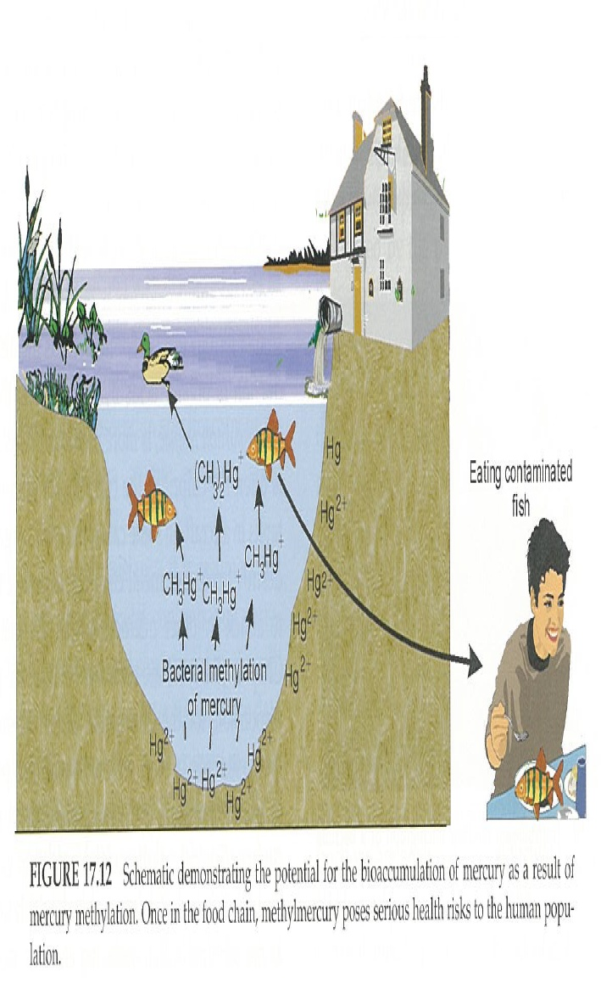 (CH3)2Hg+
Hg
Eating contaminated
fish
Hg2+
CH3Hg+
CH3Hg+
CH3Hg+
Hg2+
Hg2+
Bacterial methylation
of mercury
Hg2+
Hg2+
Hg2+
Hg2+
Hg2+
Hg2+
FIGURE 17.12 Schematic demonstrating the potential for the bioaccumulation of mercury as a result of
mercury methylation. Once in the food chain, methylmercury poses serious health risks to the human popu-
lation.